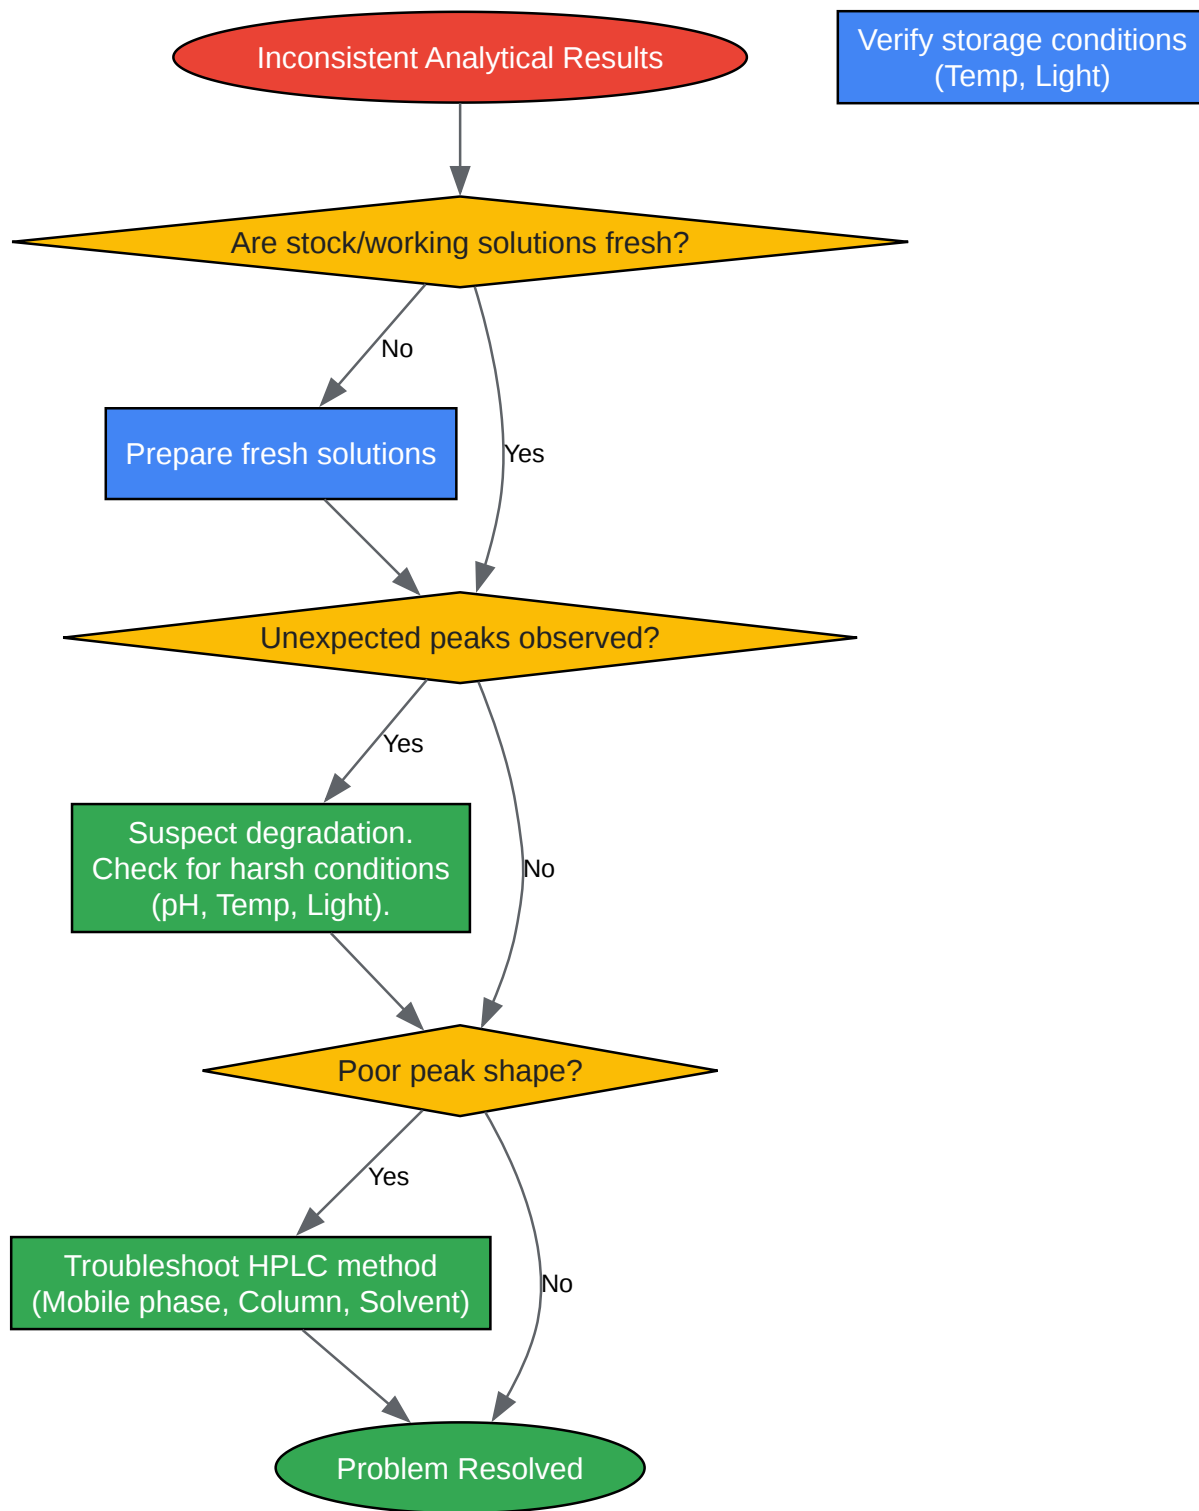 Inconsistent Analytical Results
Verify storage conditions
(Temp, Light)
Are stock/working solutions fresh?
No
Prepare fresh solutions
Yes
Unexpected peaks observed?
Yes
Suspect degradation.
Check for harsh conditions
(pH, Temp, Light).
No
Poor peak shape?
Yes
Troubleshoot HPLC method
(Mobile phase, Column, Solvent)
No
Problem Resolved